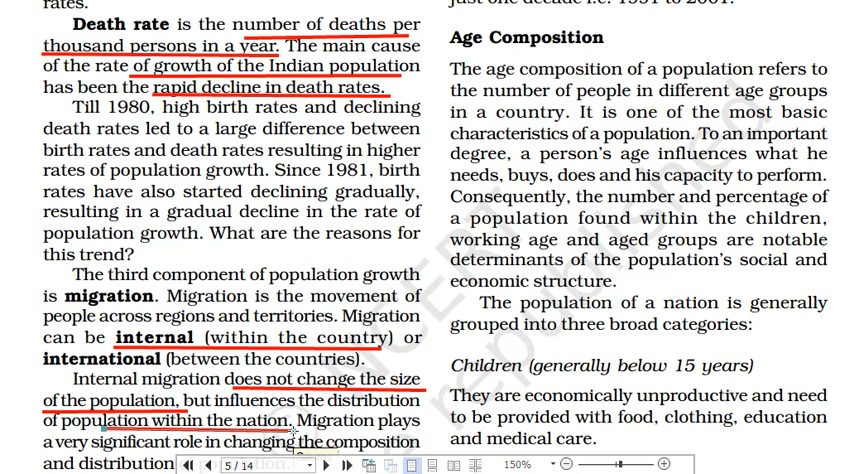 rates.
Death rate is the number of deaths per
thousand persons in a year. The main cause
of the rate of growth of the Indian population
has been the rapid decline in death rates.
Till 1980, high birth rates and declining
death rates led to a large difference between
birth rates and death rates resulting in higher
rates of population growth. Since 1981, birth
rates have also started declining gradually,
resulting in a gradual decline in the rate of
population growth. What are the reasons for
this trend?
The third component of population growth
is migration. Migration is the movement of
people across regions and territories. Migration
can be internal (within the country) or
international (between the countries).
Internal migration does not change the size
of the population, but influences the distribution
of population within the nation. Migration plays
a very significant role in changing the composition
and distribution
just one decade i.e. 1991 to 2001.
Age Composition
The age composition of a population refers to
the number of people in different age groups
in a country. It is one of the most basic
characteristics of a population. To an important
degree, a person's age influences what he
needs, buys, does and his capacity to perform.
Consequently, the number and percentage of
a population found within the children,
working age and aged groups are notable
determinants of the population's social and
economic structure.
The population of a nation is generally
grouped into three broad categories:
Children (generally below 15 years)
They are economically unproductive and need
to be provided with food, clothing, education
and medical care.
© NCERT
republished
5 / 14
150%